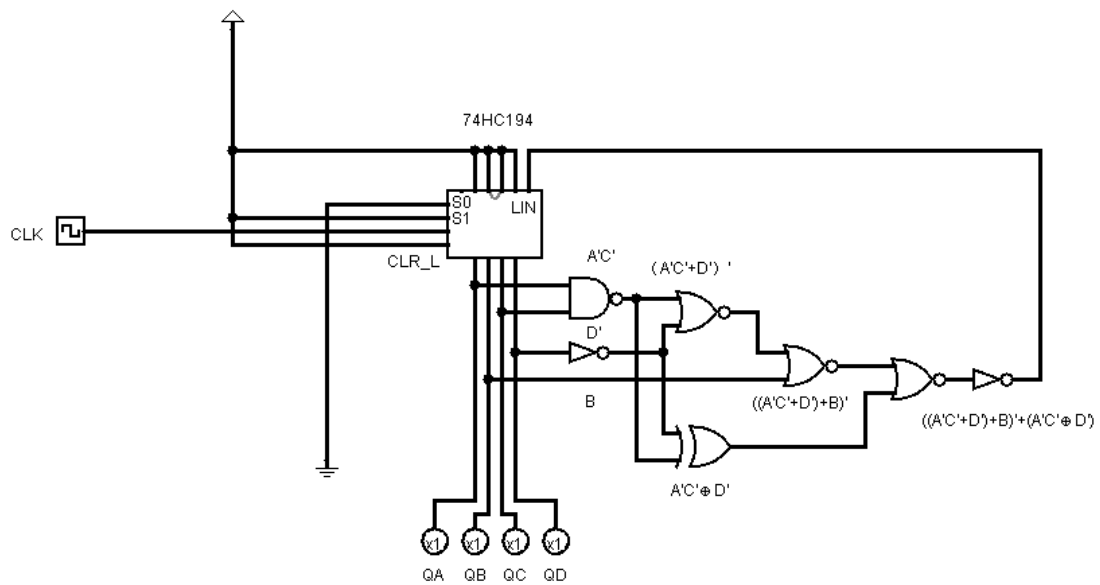 74HC194
S0
S1
LIN
CLK
CLR_L
A'C'
(A'C'+D') '
D'
B
((A'C'+D')+B)'
((A'C'+D')+B)'+(A'C'⊕D')
A'C'⊕D'
x1 x1 x1 x1
QA QB QC QD